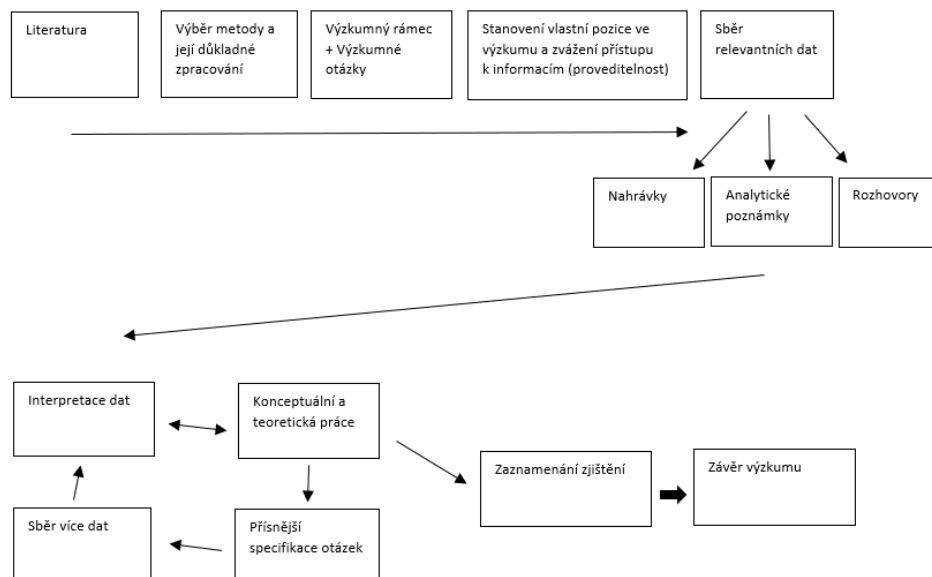 Literatura
Výběr metody a
její důkladné
zpracování
Výzkumný rámec
+ Výzkumné
otázky
Stanovení vlastní pozice ve
výzkumu a zvážení přístupu
k informacím (proveditelnost)
Sběr
relevantních dat
Nahrávky
Analytické
poznámky
Rozhovory
Interpretace dat
Konceptuální a
teoretická práce
Zaznamenání zjištění
Závěr výzkumu
Sběr více dat
Přísnější
specifikace otázek